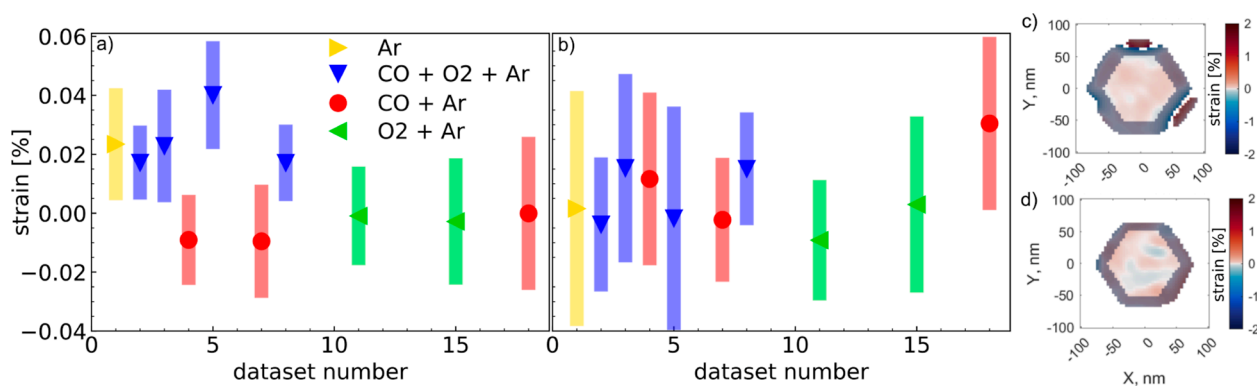 a)
0.06
0.04
0.02
0.00
−0.02
−0.04
strain [%]
Ar
CO + O2 + Ar
CO + Ar
O2 + Ar
0
5
10
15
dataset number
b)
0
5
10
15
dataset number
c)
100
50
0
-50
-100
Y, nm
-100
-50
0
50
100
2
1
0
-1
-2
strain [%]
d)
100
50
0
-50
-100
Y, nm
-100
-50
0
50
100
X, nm
2
1
0
-1
-2
strain [%]